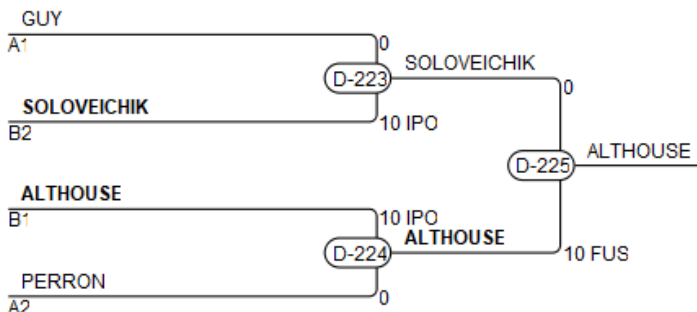 GUY
A1
0
D-223
SOLOVEICHIK
0
SOLOVEICHIK
B2
10 IPO
D-225
ALTHOUSE
ALTHOUSE
B1
10 IPO
D-224
ALTHOUSE
10 FUS
PERRON
A2
0